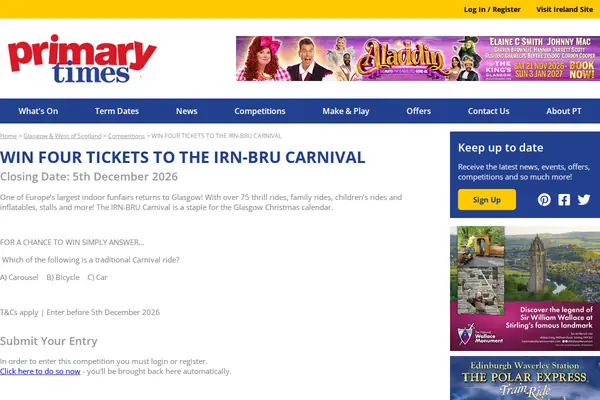 Log In / Register
Visit Ireland Site
primary
times
Aladdin
ELAINE C SMITH JOHNNY MAC
THE KING'S
GLASGOW
SAT 21 NOV 2026 -
SUN 3 JAN 2027
BOOK
NOW!
What's On
Term Dates
News
Competitions
Make & Play
Offers
Contact Us
About PT
Home > Glasgow & West of Scotland > Competitions > WIN FOUR TICKETS TO THE IRN-BRU CARNIVAL
WIN FOUR TICKETS TO THE IRN-BRU CARNIVAL
Closing Date: 5th December 2026
One of Europe's largest indoor funfairs returns to Glasgow! With over 75 thrill rides, family rides, children's rides and
inflatables, stalls and more! The IRN-BRU Carnival is a staple for the Glasgow Christmas calendar.
FOR A CHANCE TO WIN SIMPLY ANSWER...
Which of the following is a traditional Carnival ride?
A) Carousel B) Bicycle C) Car
T&Cs apply | Enter before 5th December 2026
Submit Your Entry
In order to enter this competition you must login or register.
Click here to do so now - you'll be brought back here automatically.
Keep up to date
Receive the latest news, events, offers,
competitions and so much more!
Sign Up
Discover the legend of
Sir William Wallace at
Stirling's famous landmark.
The National
Wallace
Monument
Edinburgh Waverley Station
THE POLAR EXPRESS
Train Ride